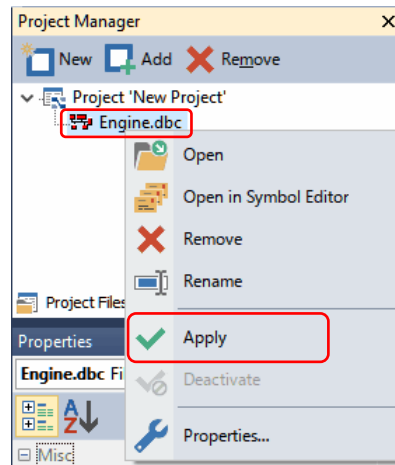 Project Manager
New Add Remove
Project 'New Project'
Engine.dbc
Open
Open in Symbol Editor
Remove
Rename
Project Files
Apply
Properties
Engine.dbc Fi
Deactivate
Properties...
Misc